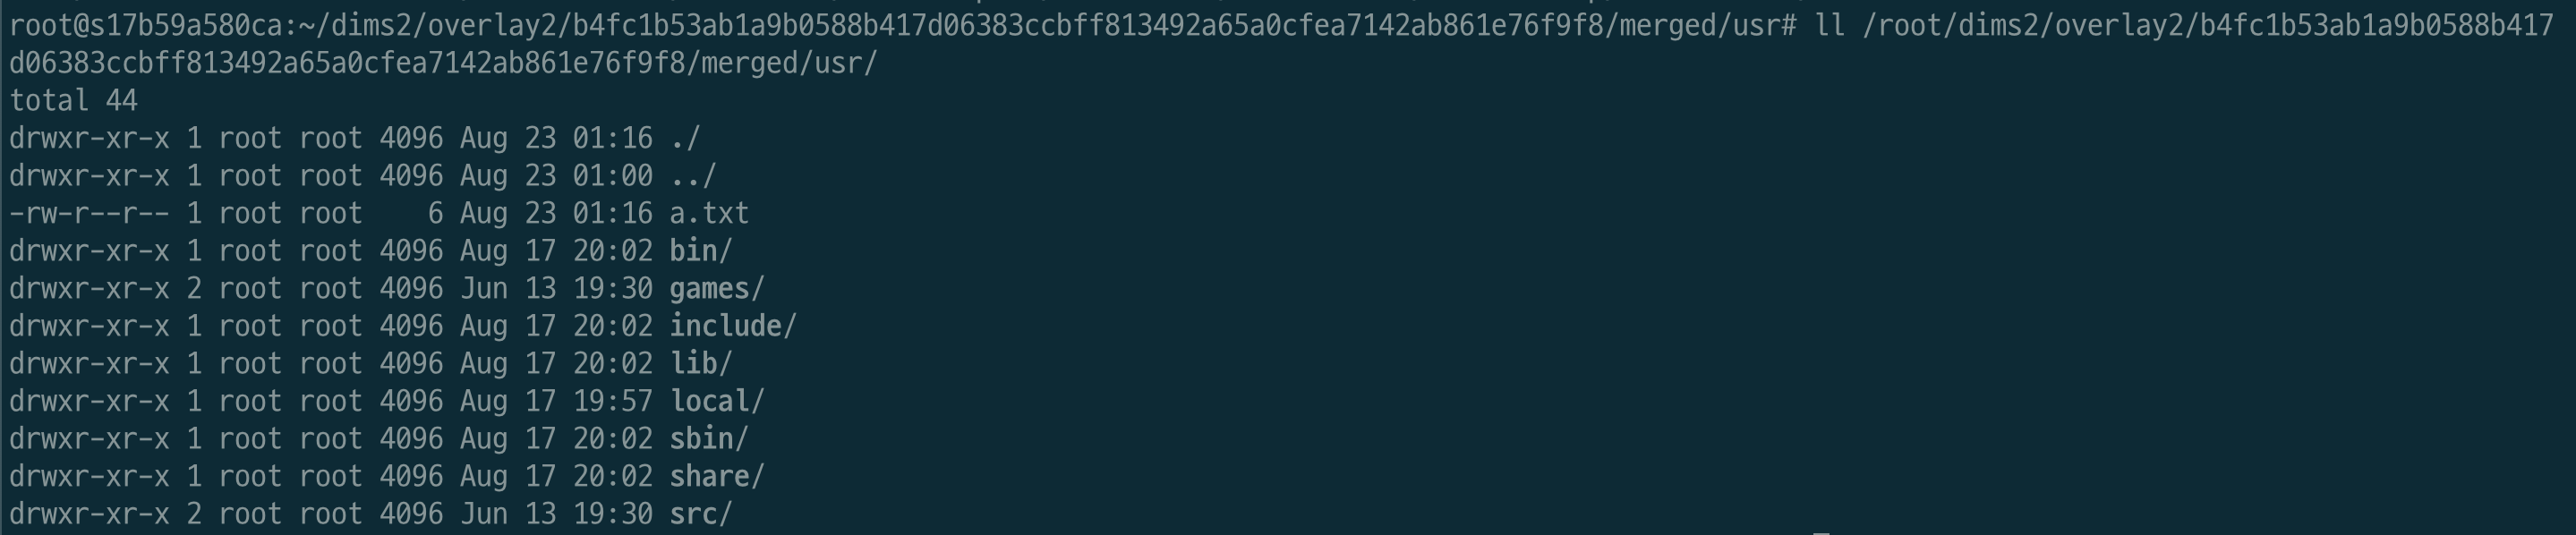 root@s17b59a580ca:~/dims2/overlay2/b4fc1b53ab1a9b0588b417d06383ccbff813492a65a0cfea7142ab861e76f9f8/merged/usr# ll /root/dims2/overlay2/b4fc1b53ab1a9b0588b417
d06383ccbff813492a65a0cfea7142ab861e76f9f8/merged/usr/
total 44
drwxr-xr-x 1 root root 4096 Aug 23 01:16 ./
drwxr-xr-x 1 root root 4096 Aug 23 01:00 ../
-rw-r--r-- 1 root root    6 Aug 23 01:16 a.txt
drwxr-xr-x 1 root root 4096 Aug 17 20:02 bin/
drwxr-xr-x 2 root root 4096 Jun 13 19:30 games/
drwxr-xr-x 1 root root 4096 Aug 17 20:02 include/
drwxr-xr-x 1 root root 4096 Aug 17 20:02 lib/
drwxr-xr-x 1 root root 4096 Aug 17 19:57 local/
drwxr-xr-x 1 root root 4096 Aug 17 20:02 sbin/
drwxr-xr-x 1 root root 4096 Aug 17 20:02 share/
drwxr-xr-x 2 root root 4096 Jun 13 19:30 src/